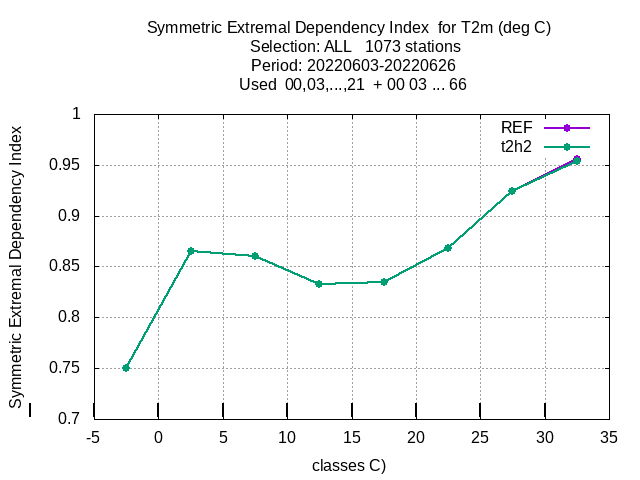 Symmetric Extremal Dependency Index  for T2m (deg C)
Selection: ALL   1073 stations
Period: 20220603-20220626
Used  00,03,...,21  + 00 03 ... 66
REF
t2h2
1
0.95
0.9
0.85
0.8
0.75
0.7
Symmetric Extremal Dependency Index
-5 0 5 10 15 20 25 30 35
classes C)